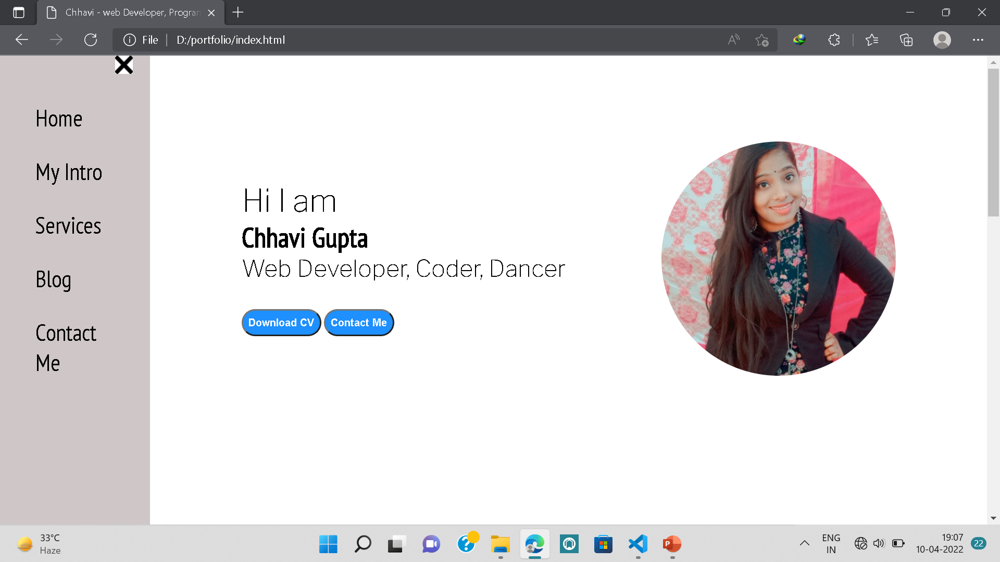 Chhavi - web Developer, Progran
File
D:/portfolio/index.html
Home
My Intro
Services
Blog
Contact
Me
Hi I am
Chhavi Gupta
Web Developer, Coder, Dancer
Download CV
Contact Me
33°C
Haze
ENG
IN
19:07
10-04-2022
22